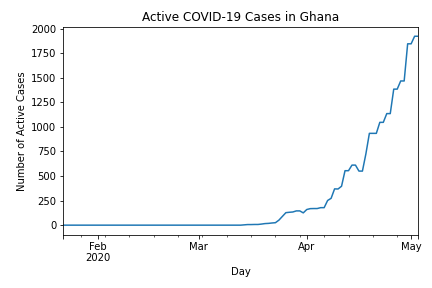 Active COVID-19 Cases in Ghana
2000
1750
1500
1250
1000
750
500
250
0
Number of Active Cases
Feb
2020
Mar
Apr
May
Day